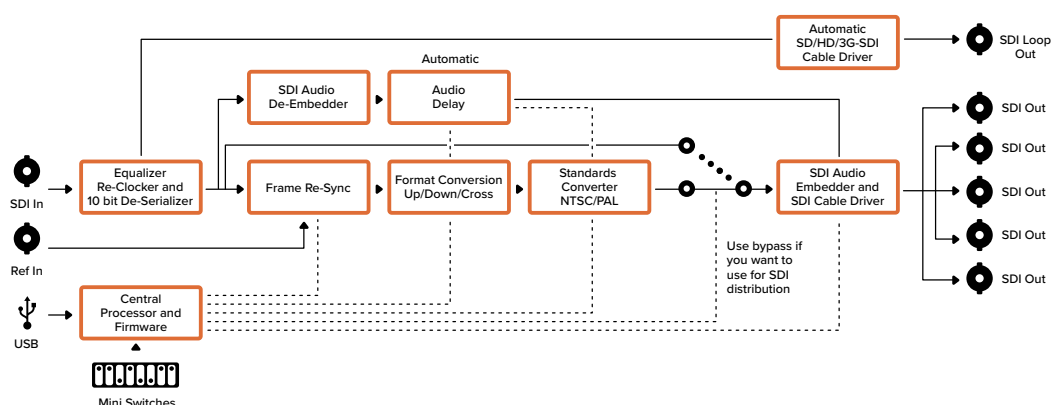 Automatic
SD/HD/3G-SDI
Cable Driver
SDI Loop
Out
Automatic
SDI Audio
De-Embedder
Audio
Delay
SDI Out
SDI Out
SDI In
Equalizer
Re-Clocker and
10 bit De-Serializer
Frame Re-Sync
Format Conversion
Up/Down/Cross
Standards
Converter
NTSC/PAL
SDI Audio
Embedder and
SDI Cable Driver
SDI Out
SDI Out
SDI Out
Ref In
Use bypass if
you want to
use for SDI
distribution
USB
Central
Processor and
Firmware
Mini Switches